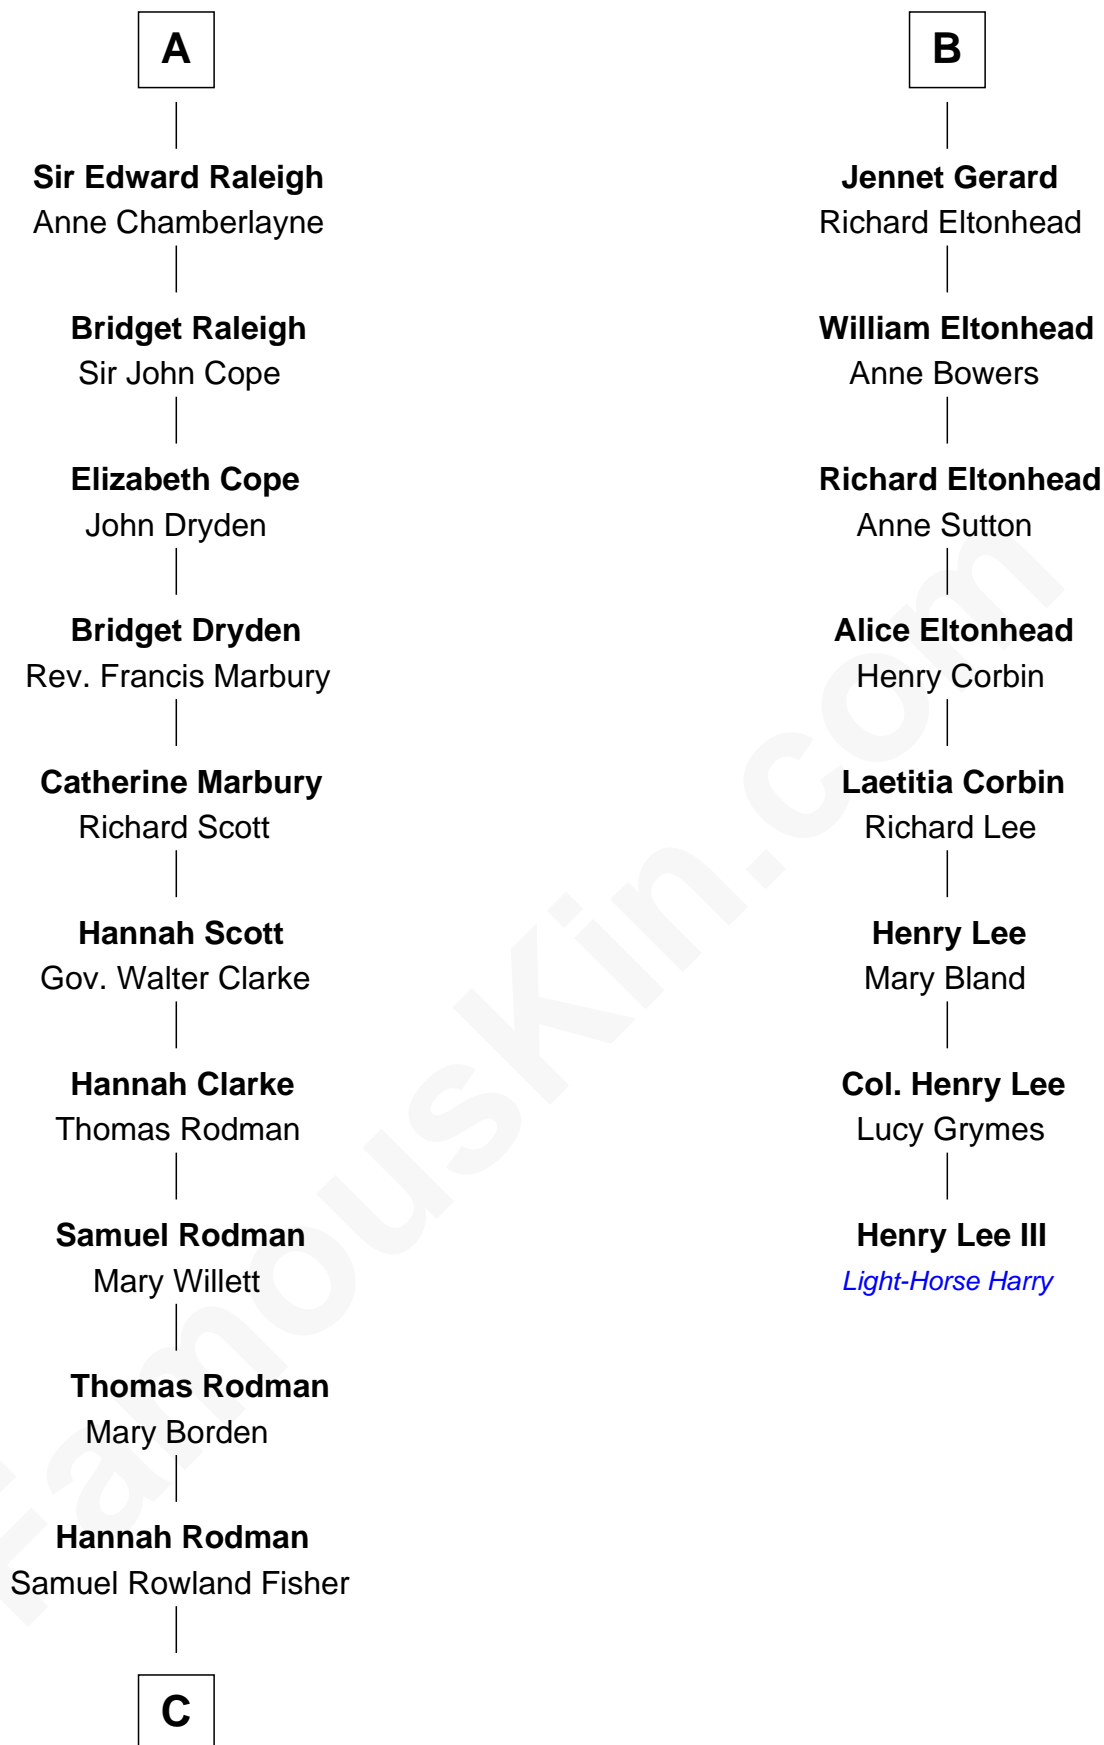 A
Sir Edward Raleigh
Anne Chamberlayne
Bridget Raleigh
Sir John Cope
Elizabeth Cope
John Dryden
Bridget Dryden
Rev. Francis Marbury
Catherine Marbury
Richard Scott
Hannah Scott
Gov. Walter Clarke
Hannah Clarke
Thomas Rodman
Samuel Rodman
Mary Willett
Thomas Rodman
Mary Borden
Hannah Rodman
Samuel Rowland Fisher
C
B
Jennet Gerard
Richard Eltonhead
William Eltonhead
Anne Bowers
Richard Eltonhead
Anne Sutton
Alice Eltonhead
Henry Corbin
Laetitia Corbin
Richard Lee
Henry Lee
Mary Bland
Col. Henry Lee
Lucy Grymes
Henry Lee III
Light-Horse Harry
FamousKin.com